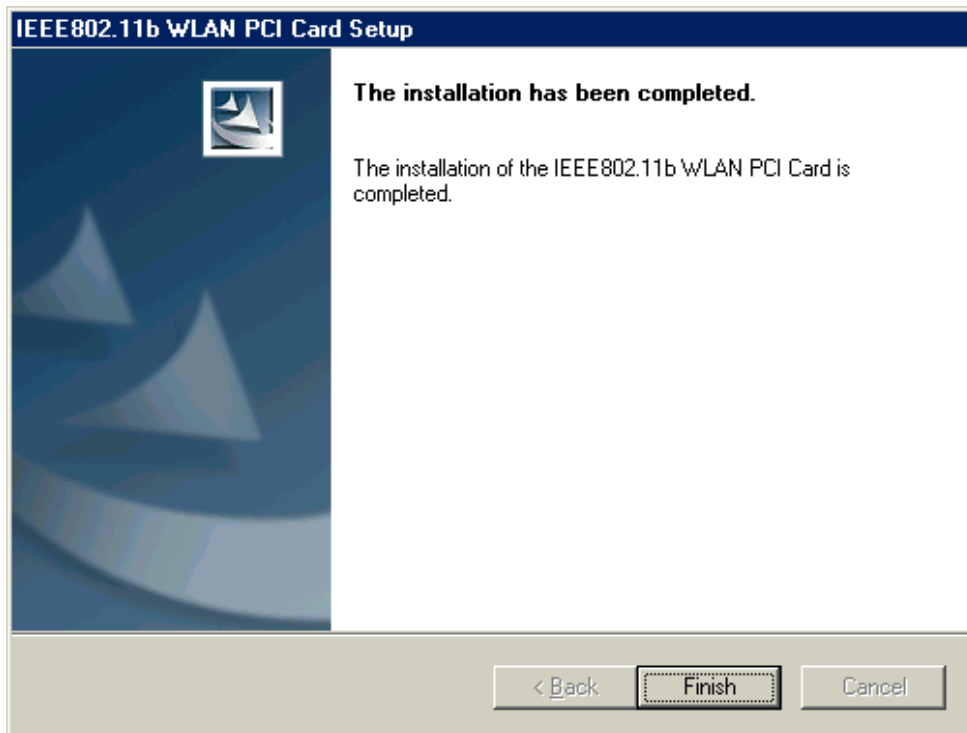 IEEE802.11b WLAN PCI Card Setup
The installation has been completed.
The installation of the IEEE802.11b WLAN PCI Card is
completed.
< Back
Finish
Cancel